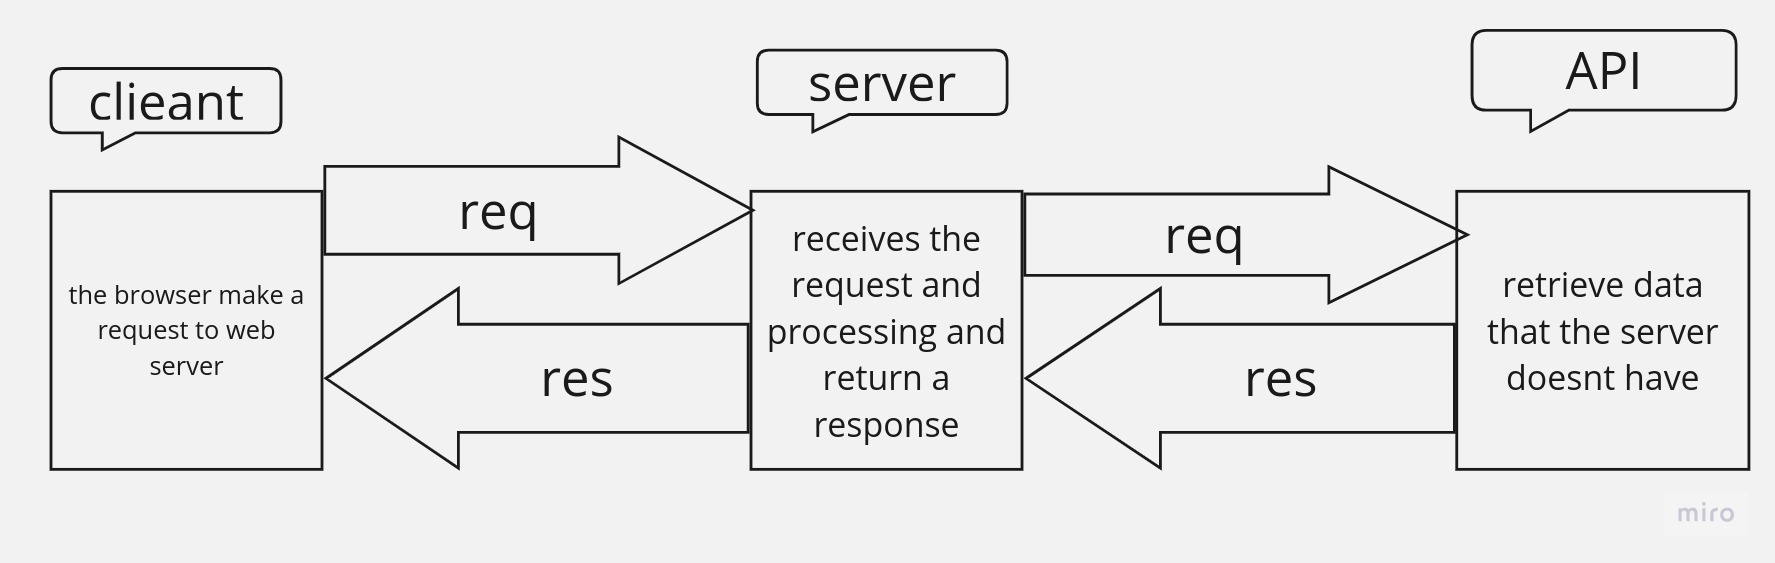 clieant
server
API
req
req
the browser make a
request to web
server
receives the
request and
processing and
return a
response
retrieve data
that the server
doesnt have
res
res
miro